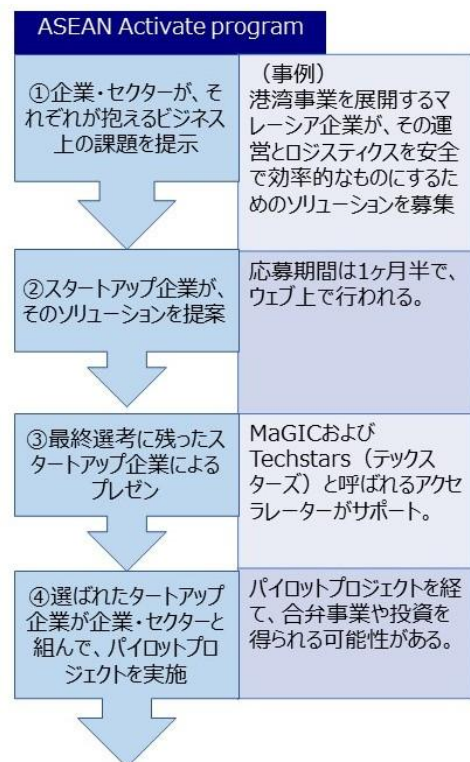 ASEAN Activate program
①企業・セクターが、そ
れぞれが抱えるビジネス
上の課題を提示
（事例）
港湾事業を展開するマ
レーシア企業が、その運
営とロジスティクスを安全
で効率的なものにするた
めのソリューションを募集
②スタートアップ企業が、
そのソリューションを提案
応募期間は1ヶ月半で、
ウェブ上で行われる。
③最終選考に残ったス
タートアップ企業による
プレゼン
MaGICおよび
Techstars（テックス
ターズ）と呼ばれるアクセ
ラレーターがサポート。
④選ばれたタートアップ
企業が企業・セクターと
組んで、パイロットプロ
ジェクトを実施
パイロットプロジェクトを経
て、合弁事業や投資を
得られる可能性がある。